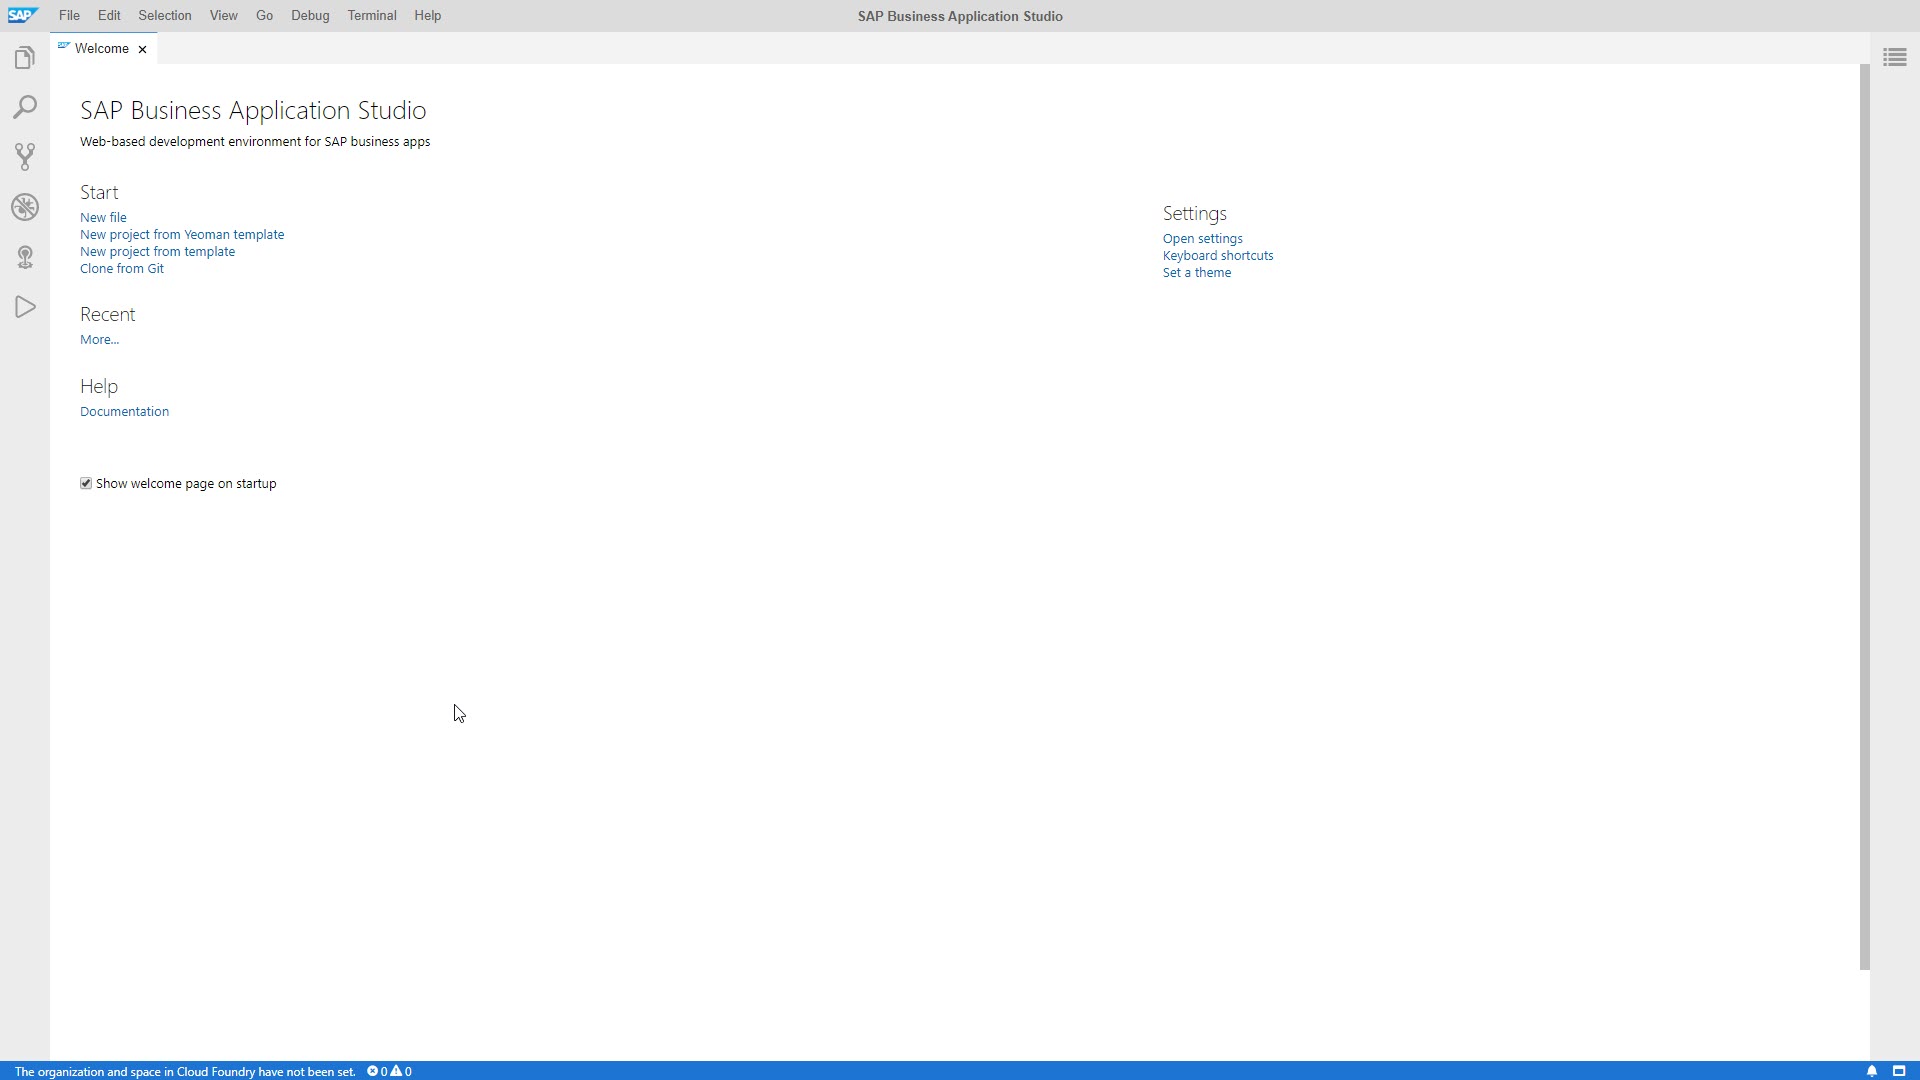 SAP File Edit Selection View Go Debug Terminal Help SAP Business Application Studio
SAP Welcome
SAP Business Application Studio
Web-based development environment for SAP business apps
Start
New file
New project from Yeoman template
New project from template
Clone from Git
Recent
More...
Help
Documentation
Show welcome page on startup
Settings
Open settings
Keyboard shortcuts
Set a theme
The organization and space in Cloud Foundry have not been set. 0 0